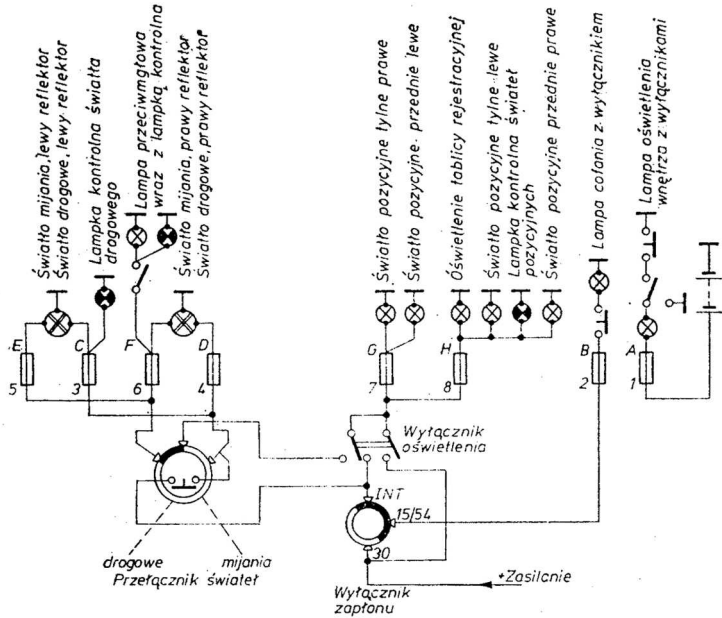 Światło mijania, lewy reflektor
Światło drogowe, lewy reflektor
Lampka kontrolna światła
drogowego
Lampa przeciwmgłowa
wraz z lampką kontrolną
Światło mijania, prawy reflektor
Światło drogowe, prawy reflektor
Światło pozycyjne tylne prawe
Światło pozycyjne przednie lewe
Oświetlenie tablicy rejestracyjnej
Światło pozycyjne tylne lewe
Lampka kontrolna świateł
pozycyjnych
Światło pozycyjne przednie prawe
Lampa cofania z wyłącznikiem
Lampa oświetlenia
wnętrza z wyłącznikami
E
C
F
D
G
H
B
A
5
3
6
4
7
8
2
1
Wyłącznik
oświetlenia
INT
15/54
30
drogowe
mijania
Przełącznik świateł
+Zasilanie
Wyłącznik
zapłonu